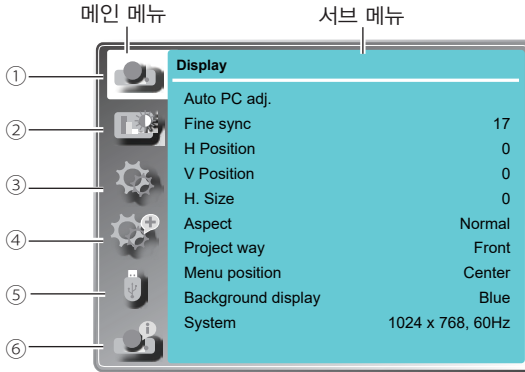 메인 메뉴
서브 메뉴
①
②
③
④
⑤
⑥
Display
Auto PC adj.
Fine sync 17
H Position 0
V Position 0
H. Size 0
Aspect Normal
Project way Front
Menu position Center
Background display Blue
System 1024 x 768, 60Hz